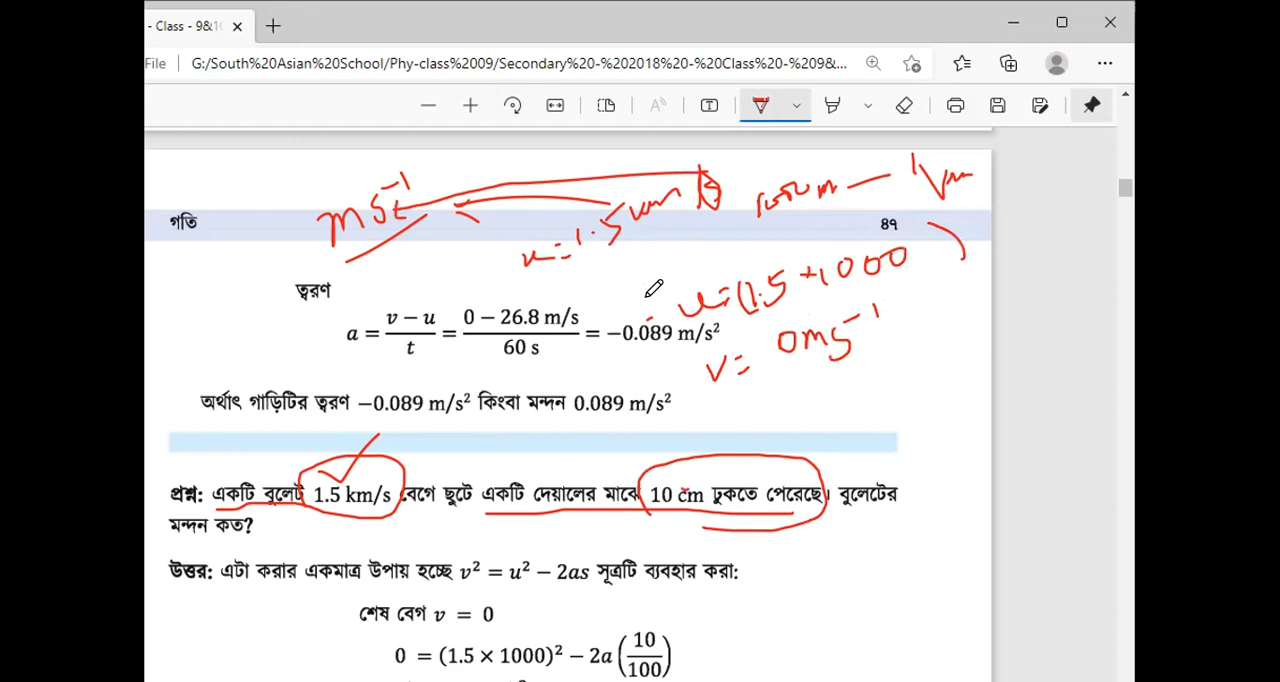 - Class - 9&1
File G:/South%20Asian%20School/Phy-class%2009/Secondary%20-%202018%20-%20Class%20-%209&...
ms⁻¹
u=1.5 km
1000m —
গতি ৪৭
u=(1.5×1000)
v= 0ms⁻¹
ত্বরণ
a = (v − u)/t = (0 − 26.8 m/s)/(60 s) = −0.089 m/s²
অর্থাৎ গাড়িটির ত্বরণ −0.089 m/s² কিংবা মন্দন 0.089 m/s²
প্রশ্ন: একটি বুলেট 1.5 km/s বেগে ছুটে একটি দেয়ালের মাঝে 10 cm ঢুকতে পেরেছে। বুলেটের
মন্দন কত?
উত্তর: এটা করার একমাত্র উপায় হচ্ছে v² = u² − 2as সূত্রটি ব্যবহার করা:
শেষ বেগ v = 0
0 = (1.5 × 1000)² − 2a(10/100)